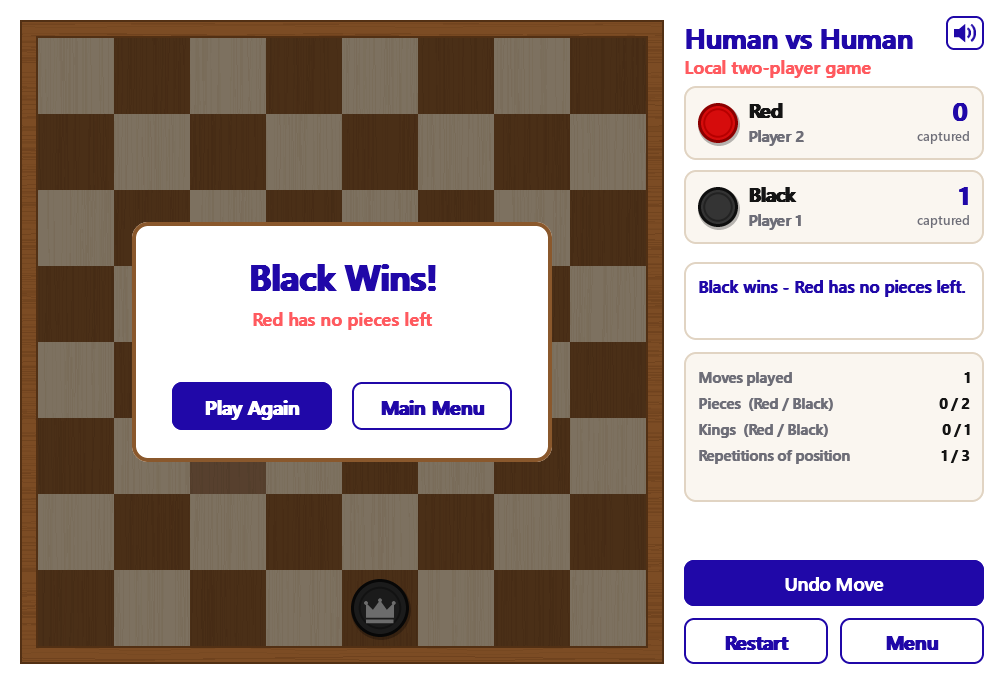 Human vs Human
Local two-player game
Red
Player 2
0
captured
Black
Player 1
1
captured
Black wins - Red has no pieces left.
Moves played 1
Pieces (Red / Black) 0 / 2
Kings (Red / Black) 0 / 1
Repetitions of position 1 / 3
Undo Move
Restart
Menu
Black Wins!
Red has no pieces left
Play Again
Main Menu